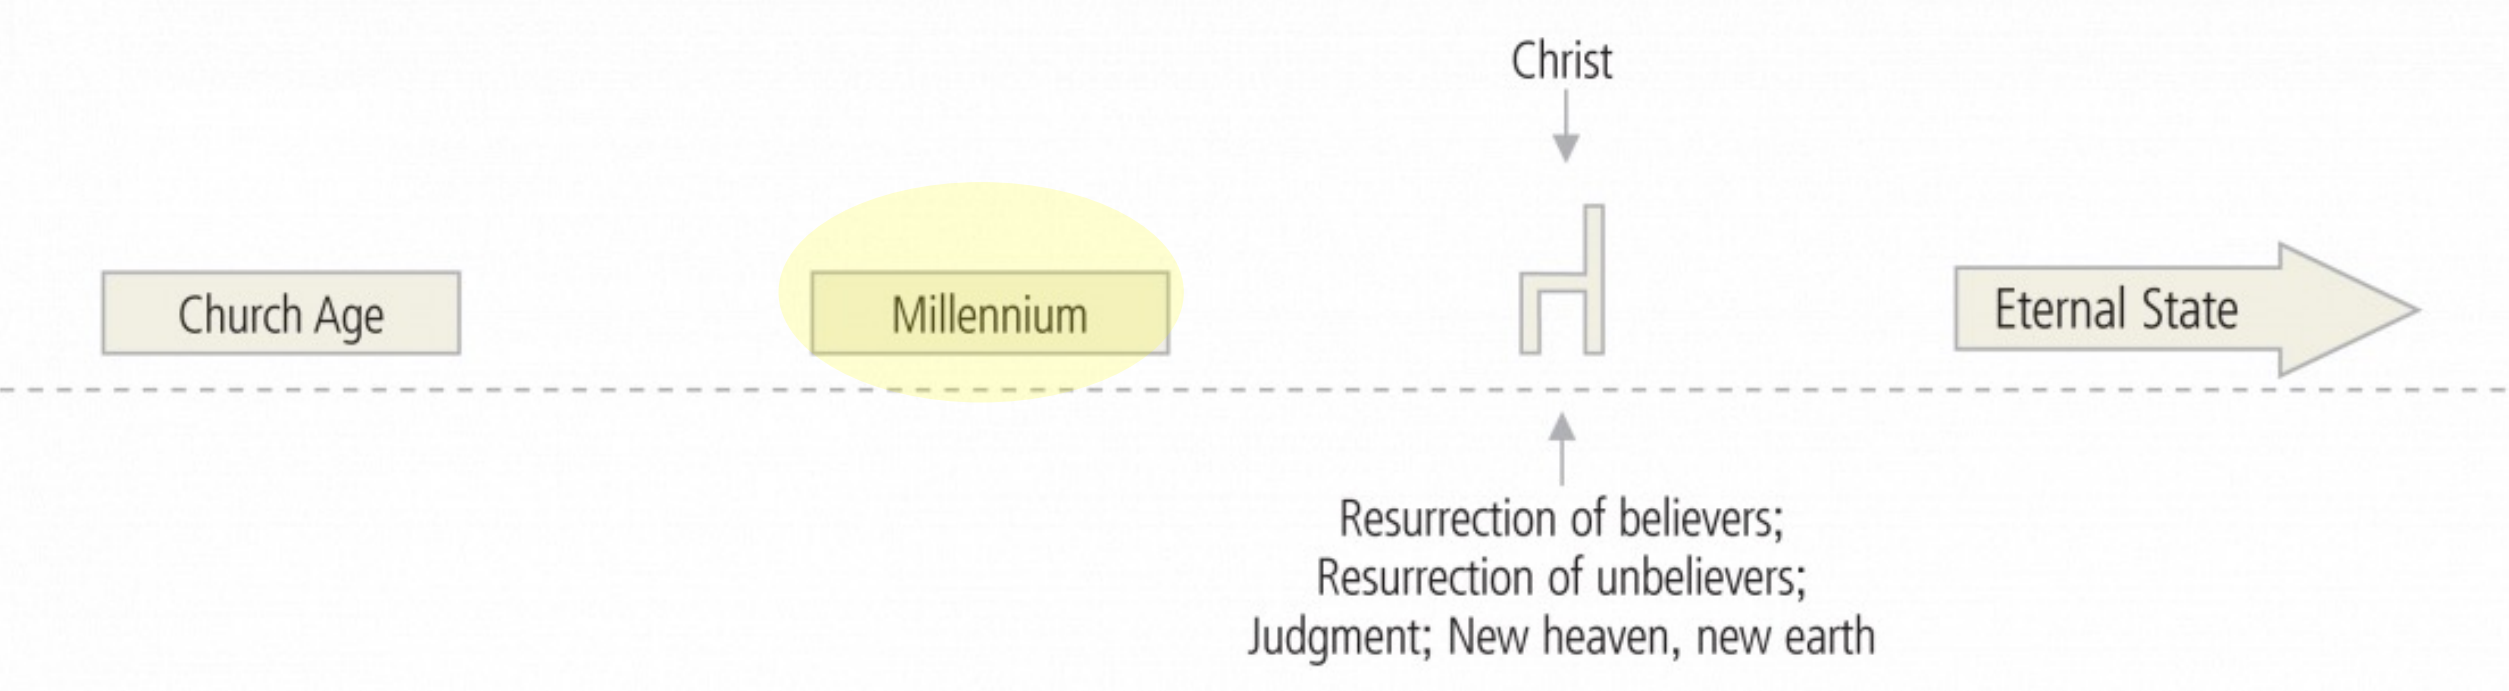 Christ
Church Age
Millennium
Eternal State
Resurrection of believers;
Resurrection of unbelievers;
Judgment; New heaven, new earth